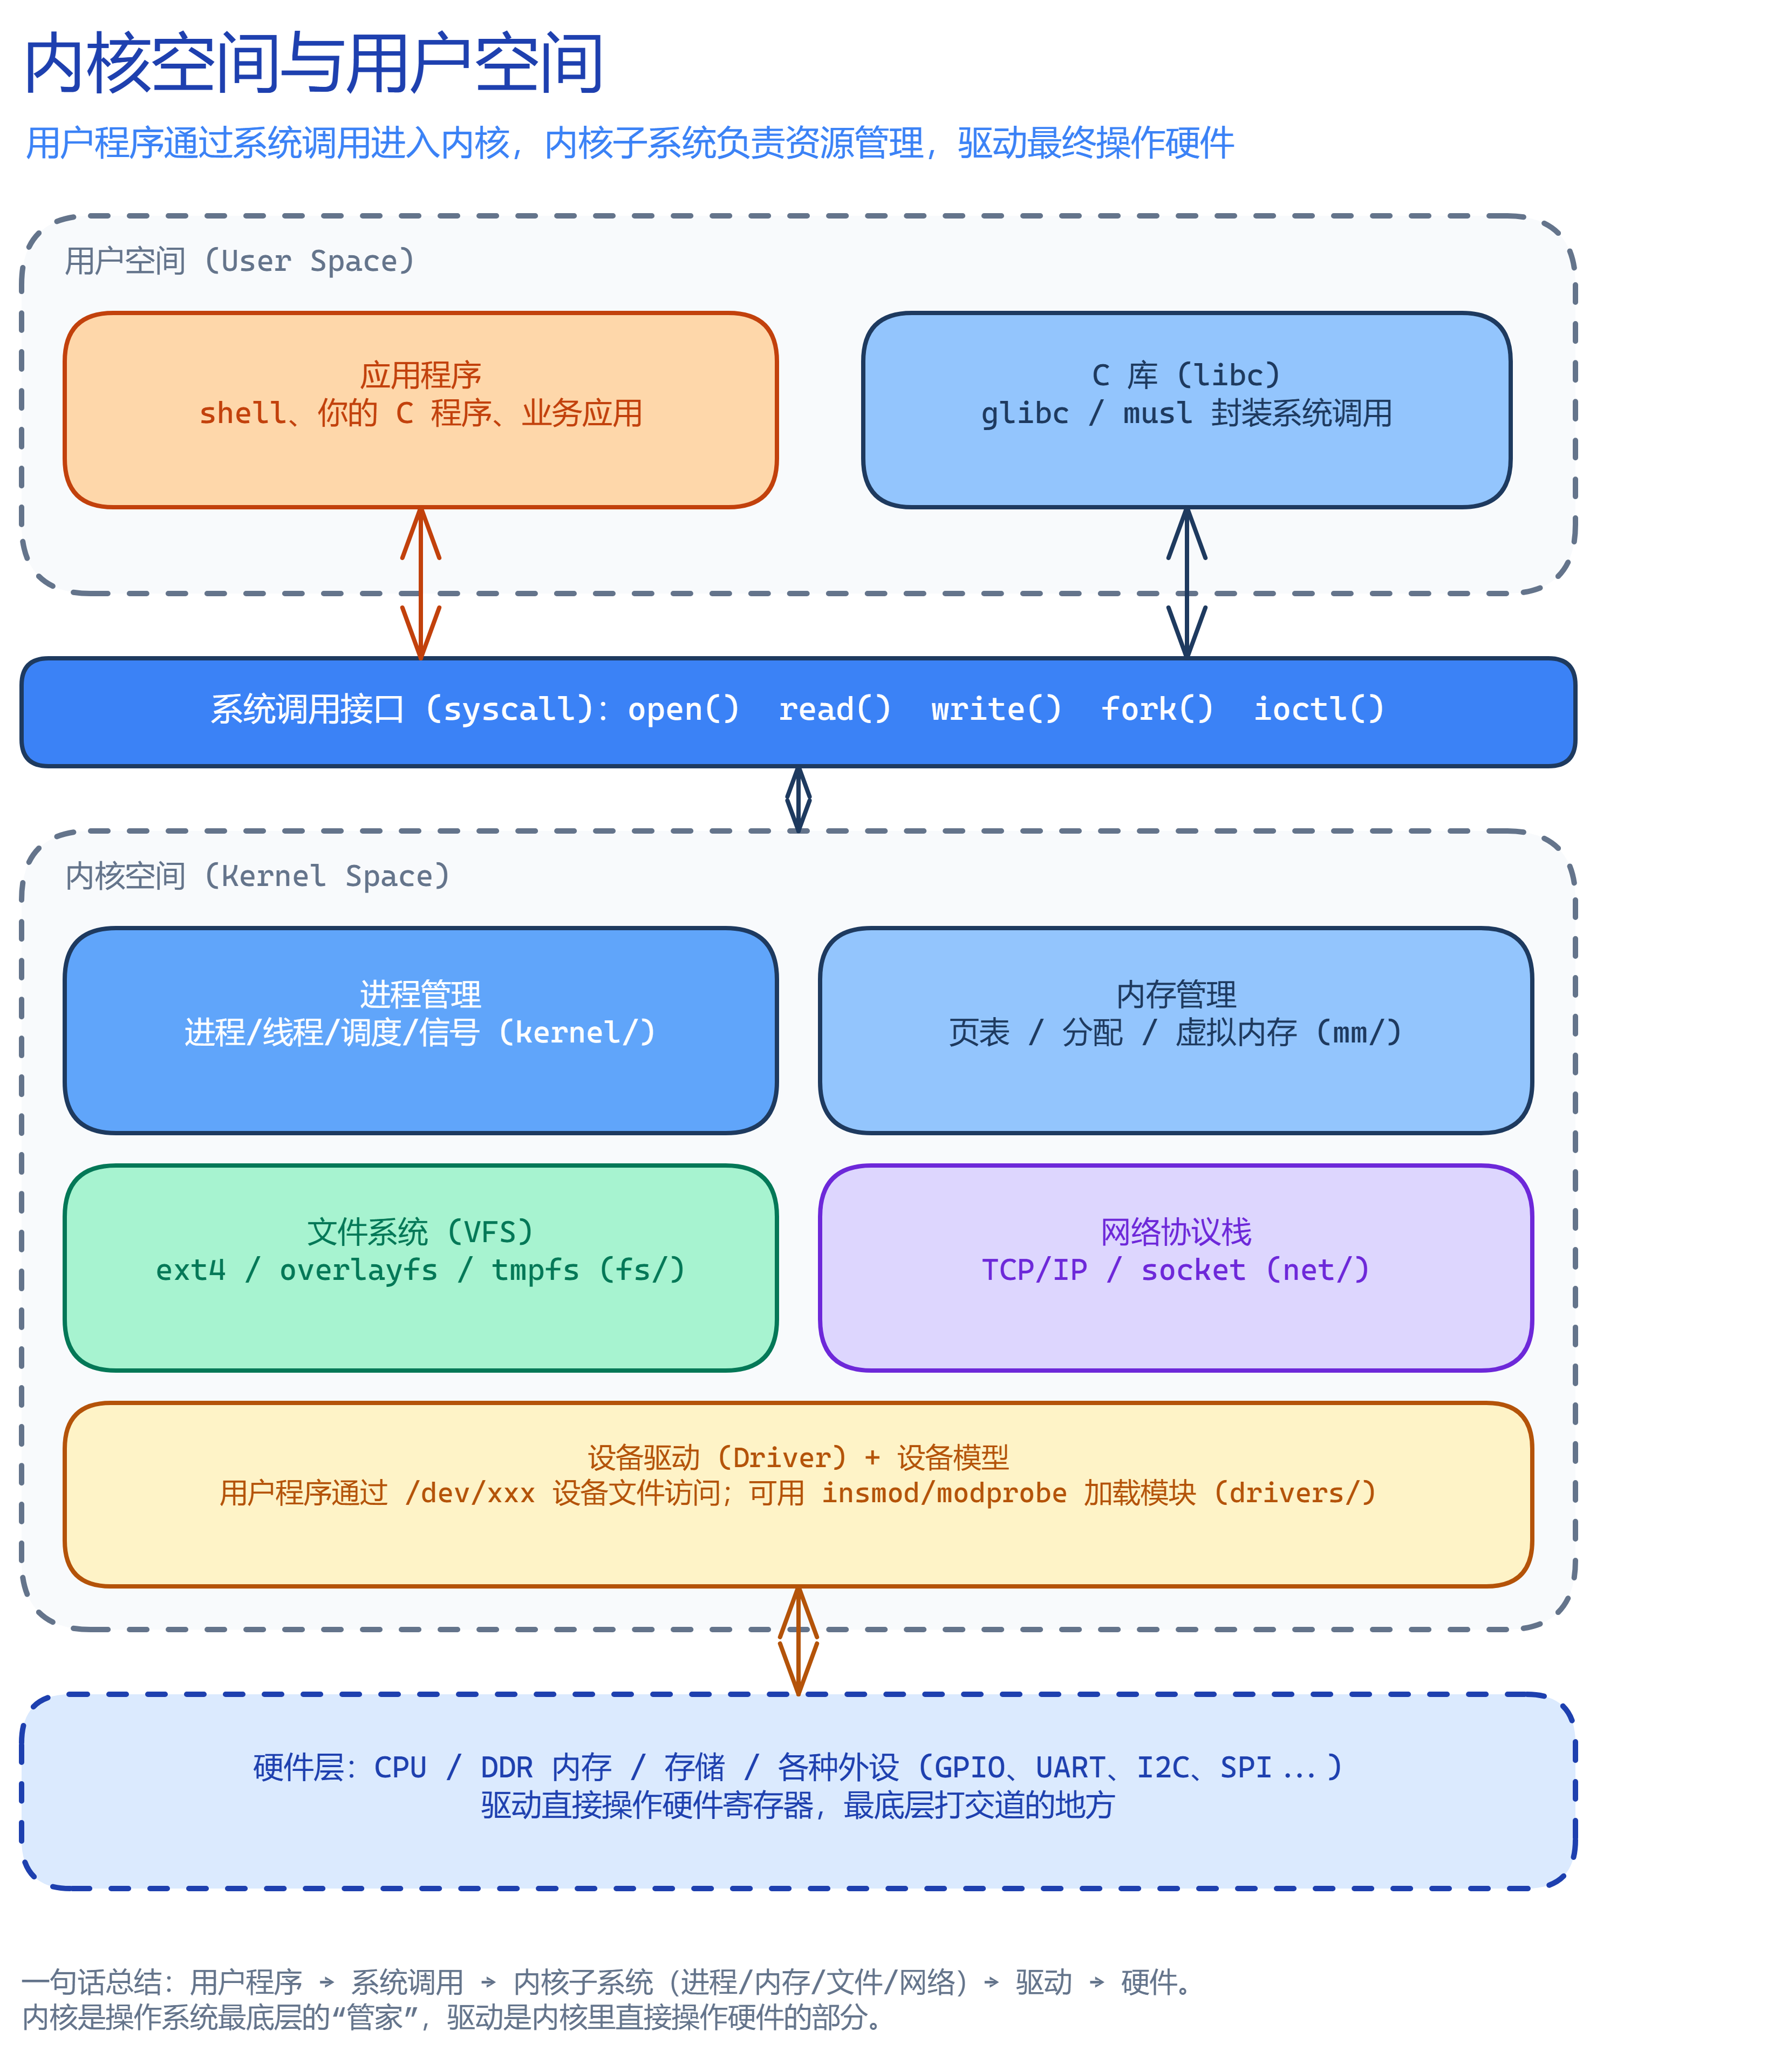 内核空间与用户空间
用户程序通过系统调用进入内核，内核子系统负责资源管理，驱动最终操作硬件
用户空间 (User Space)
应用程序
shell、你的 C 程序、业务应用
C 库 (libc)
glibc / musl 封装系统调用
系统调用接口 (syscall)：open()  read()  write()  fork()  ioctl()
内核空间 (Kernel Space)
进程管理
进程/线程/调度/信号 (kernel/)
内存管理
页表 / 分配 / 虚拟内存 (mm/)
文件系统 (VFS)
ext4 / overlayfs / tmpfs (fs/)
网络协议栈
TCP/IP / socket (net/)
设备驱动 (Driver) + 设备模型
用户程序通过 /dev/xxx 设备文件访问；可用 insmod/modprobe 加载模块 (drivers/)
硬件层：CPU / DDR 内存 / 存储 / 各种外设 (GPIO、UART、I2C、SPI...)
驱动直接操作硬件寄存器，最底层打交道的地方
一句话总结：用户程序 → 系统调用 → 内核子系统（进程/内存/文件/网络）→ 驱动 → 硬件。
内核是操作系统最底层的“管家”，驱动是内核里直接操作硬件的部分。